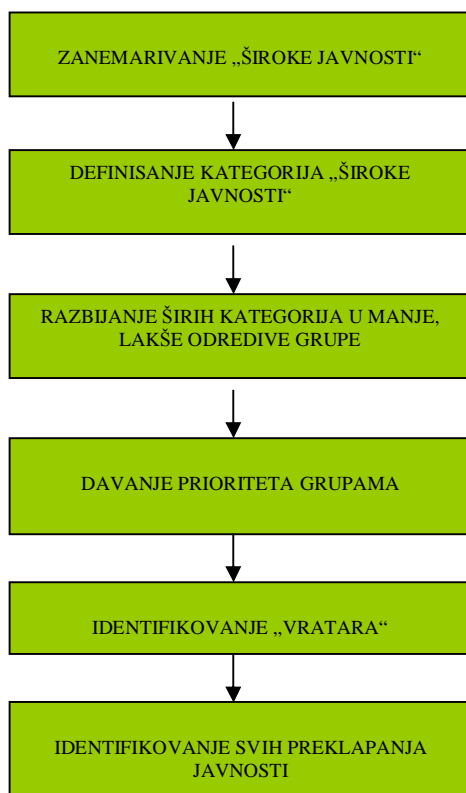 ZANEMARIVANJE „ŠIROKE JAVNOSTI“
DEFINISANJE KATEGORIJA „ŠIROKE
JAVNOSTI“
RAZBIJANJE ŠIRIH KATEGORIJA U MANJE,
LAKŠE ODREDIVE GRUPE
DAVANJE PRIORITETA GRUPAMA
IDENTIFIKOVANJE „VRATARA“
IDENTIFIKOVANJE SVIH PREKLAPANJA
JAVNOSTI